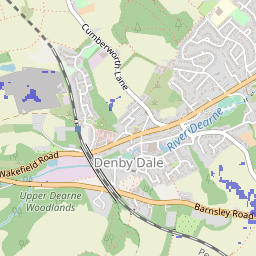 Cumberworth Lane
River Dearne
Wakefield Road
Denby Dale
Upper Dearne
Woodlands
Barnsley Road